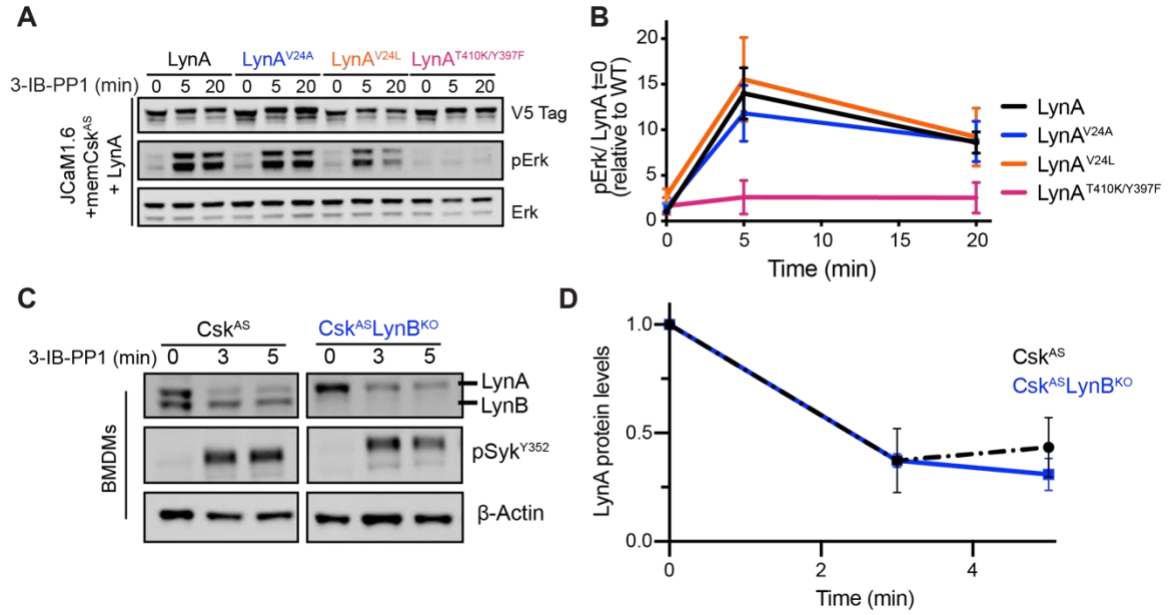 A
LynA LynA^V24A LynA^V24L LynA^T410K/Y397F
3-IB-PP1 (min) 0 5 20 0 5 20 0 5 20 0 5 20
JCaM1.6
+memCsk^AS
+ LynA
V5 Tag
pErk
Erk
B
pErk/ LynA t=0
(relative to WT)
20
15
10
5
0
0 5 10 15 20
Time (min)
LynA
LynA^V24A
LynA^V24L
LynA^T410K/Y397F
C
Csk^AS Csk^ASLynB^KO
3-IB-PP1 (min) 0 3 5 0 3 5
BMDMs
LynA
LynB
pSyk^Y352
β-Actin
D
LynA protein levels
1.0
0.5
0.0
0 2 4
Time (min)
Csk^AS
Csk^ASLynB^KO